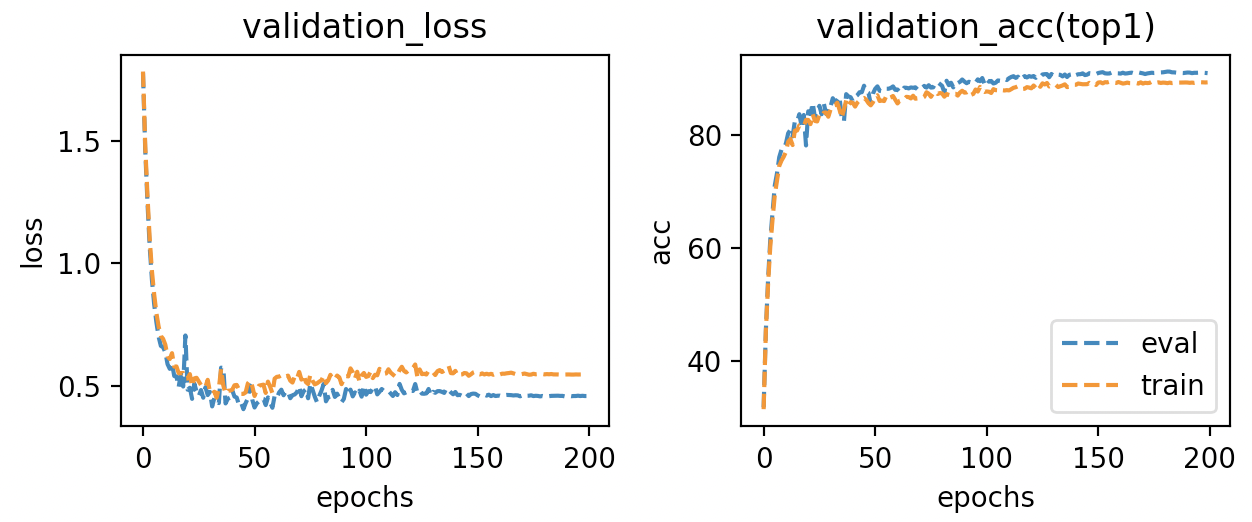 validation_loss
1.5
1.0
0.5
loss
0 50 100 150 200
epochs
validation_acc(top1)
80
60
40
acc
eval
train
0 50 100 150 200
epochs